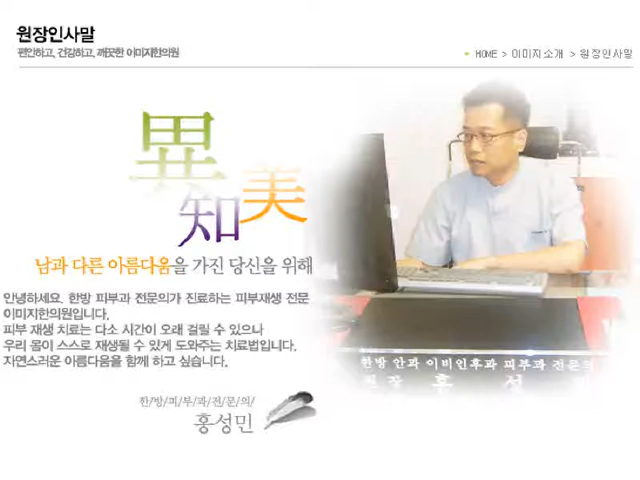 원장인사말
편안하고, 건강하고, 깨끗한 이미지한의원
HOME > 이미지소개 > 원장인사말
異
知美
남과 다른 아름다움을 가진 당신을 위해
안녕하세요. 한방 피부과 전문의가 진료하는 피부재생 전문
이미지한의원입니다.
피부 재생 치료는 다소 시간이 오래 걸릴 수 있으나
우리 몸이 스스로 재생될 수 있게 도와주는 치료법입니다.
자연스러운 아름다움을 함께 하고 싶습니다.
한/방/피/부/과/전/문/의/
홍성민
한방 안과 이비인후과 피부과 전문의
원장 홍 성